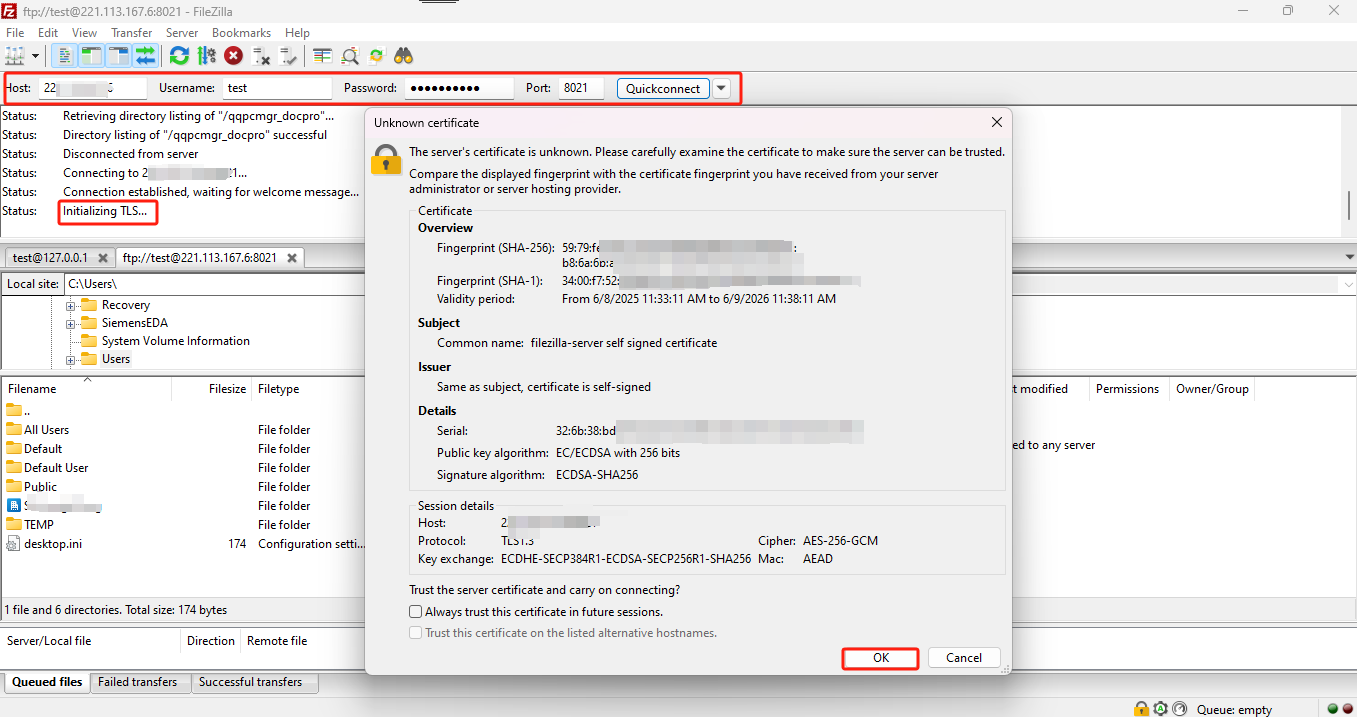 ftp://test@221.113.167.6:8021 - FileZilla
File Edit View Transfer Server Bookmarks Help
Host: 22 Username: test Password: ●●●●●●●●●● Port: 8021 Quickconnect
Status: Retrieving directory listing of "/qqpcmgr_docpro"...
Status: Directory listing of "/qqpcmgr_docpro" successful
Status: Disconnected from server
Status: Connecting to 2 1...
Status: Connection established, waiting for welcome message...
Status: Initializing TLS...
test@127.0.0.1 ftp://test@221.113.167.6:8021
Local site: C:\Users\
Recovery
SiemensEDA
System Volume Information
Users
Filename Filesize Filetype
..
All Users File folder
Default File folder
Default User File folder
Public File folder
File folder
TEMP File folder
desktop.ini 174 Configuration setti...
1 file and 6 directories. Total size: 174 bytes
t modified Permissions Owner/Group
ed to any server
Server/Local file Direction Remote file
Queued files Failed transfers Successful transfers
Queue: empty
Unknown certificate
The server's certificate is unknown. Please carefully examine the certificate to make sure the server can be trusted.
Compare the displayed fingerprint with the certificate fingerprint you have received from your server
administrator or server hosting provider.
Certificate
Overview
Fingerprint (SHA-256): 59:79:fe :
b8:6a:6b:a
Fingerprint (SHA-1): 34:00:f7:52:
Validity period: From 6/8/2025 11:33:11 AM to 6/9/2026 11:38:11 AM
Subject
Common name: filezilla-server self signed certificate
Issuer
Same as subject, certificate is self-signed
Details
Serial: 32:6b:38:bd
Public key algorithm: EC/ECDSA with 256 bits
Signature algorithm: ECDSA-SHA256
Session details
Host: 2
Protocol: TLS1.3 Cipher: AES-256-GCM
Key exchange: ECDHE-SECP384R1-ECDSA-SECP256R1-SHA256 Mac: AEAD
Trust the server certificate and carry on connecting?
Always trust this certificate in future sessions.
Trust this certificate on the listed alternative hostnames.
OK Cancel